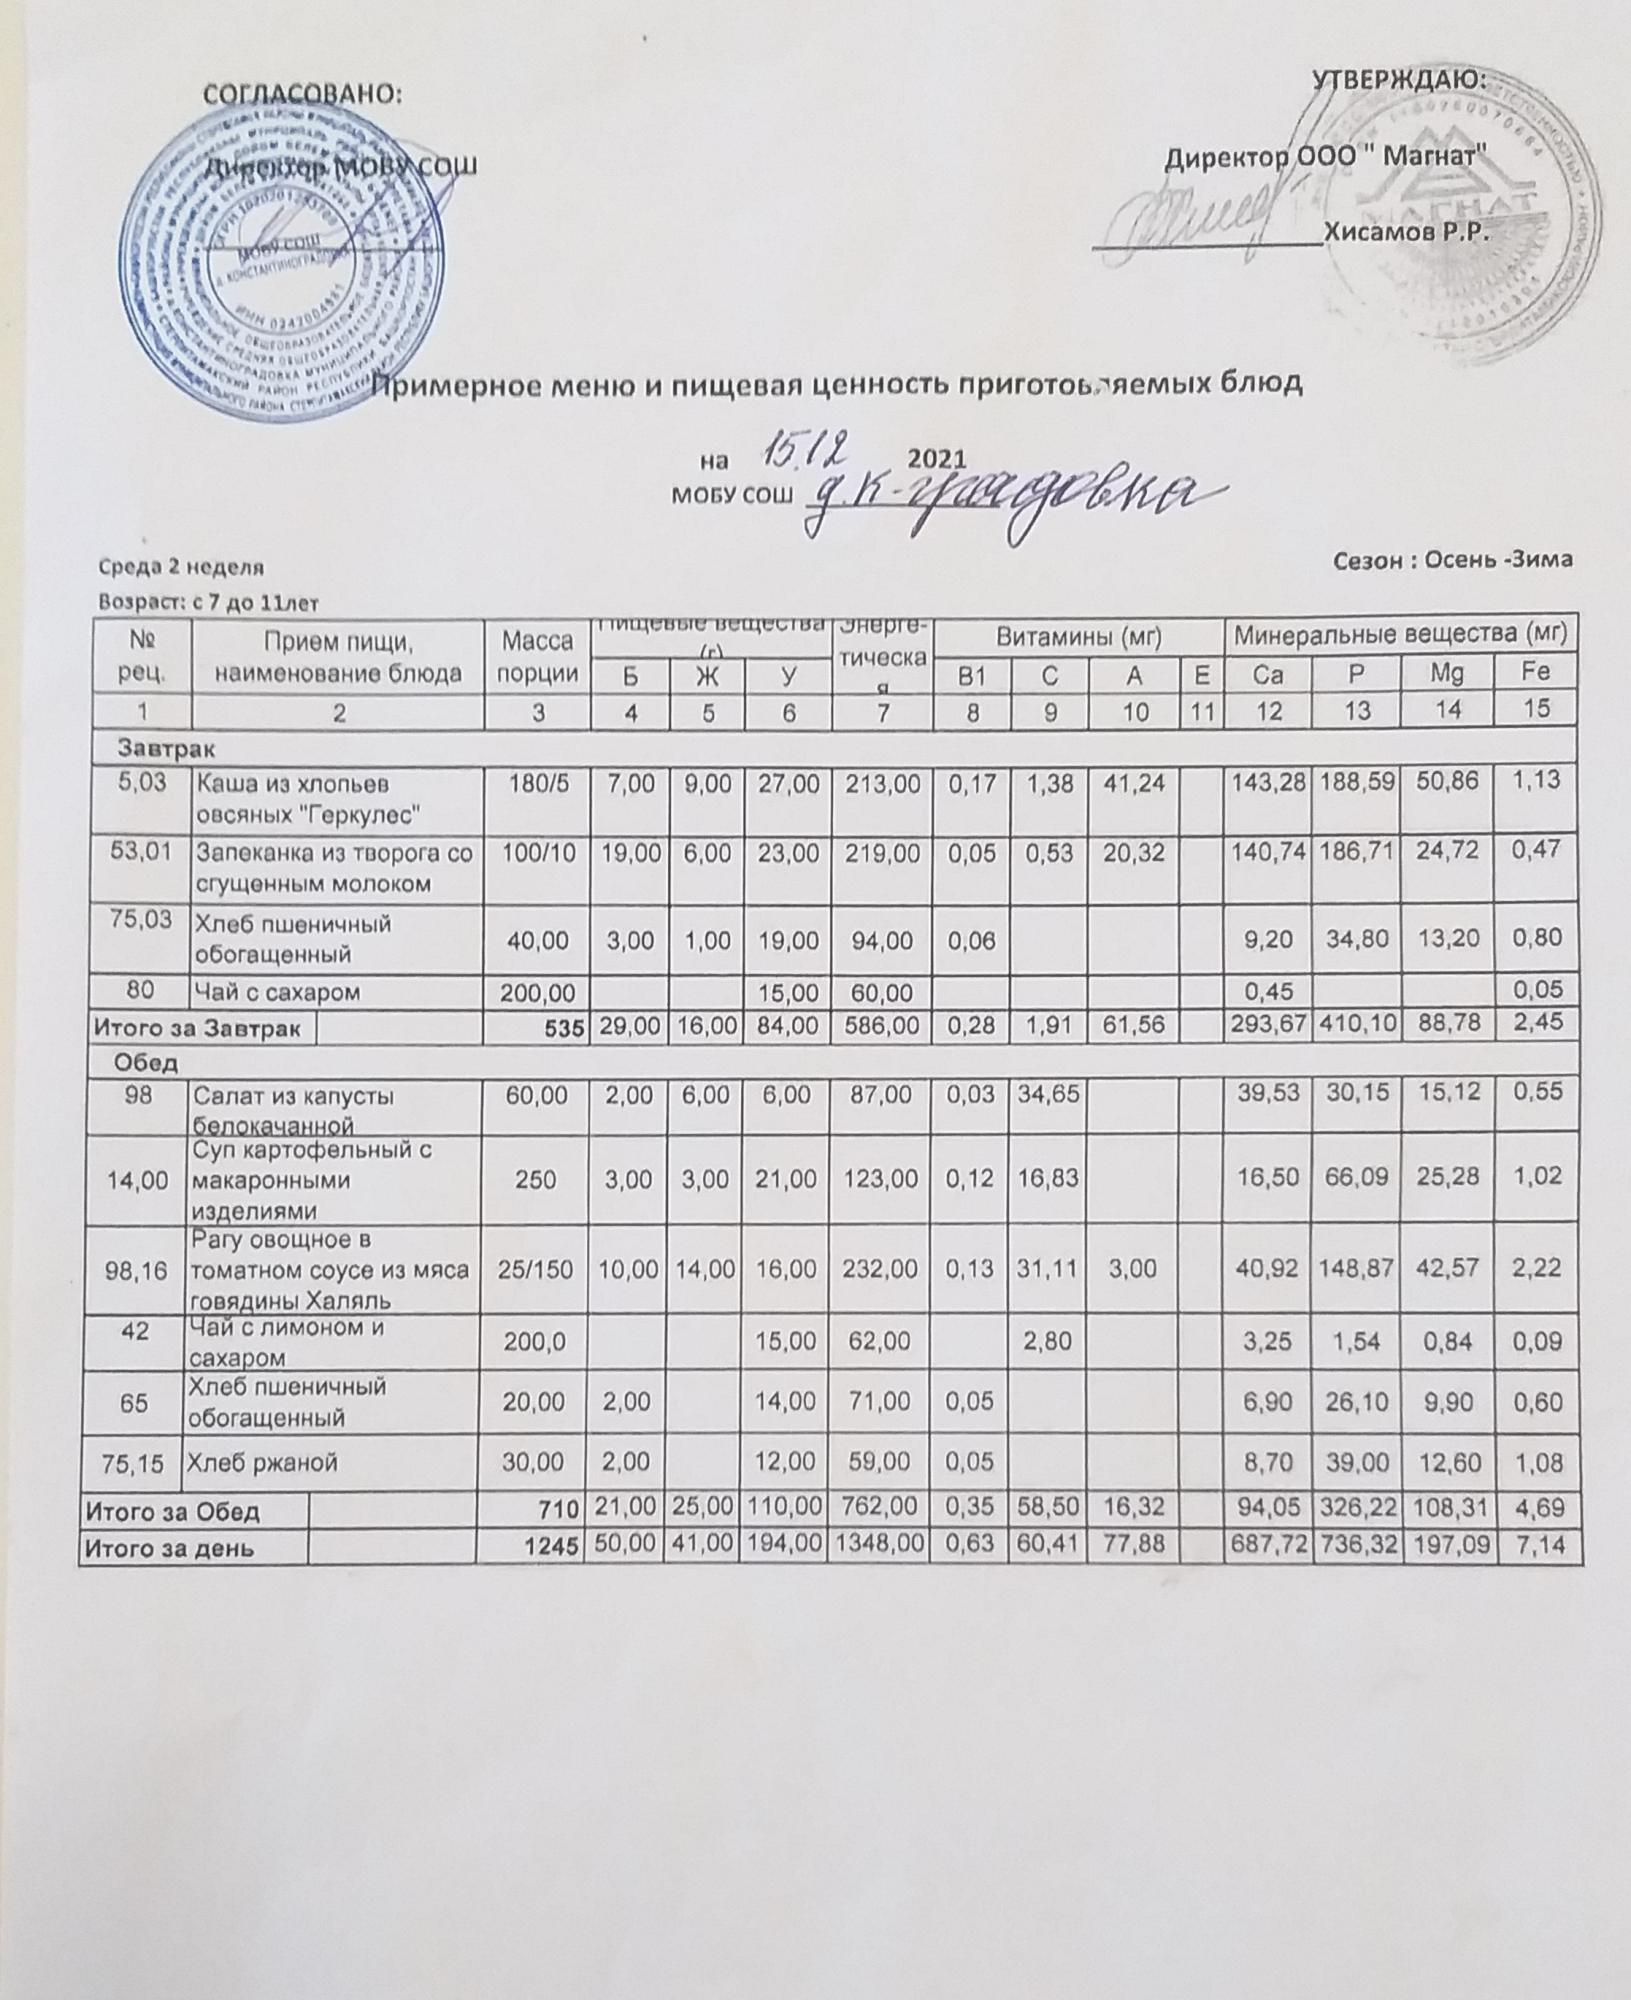 СОГЛАСОВАНО:
УТВЕРЖДАЮ:
Директор МОБУ СОШ
Директор ООО " Магнат"
Хисамов Р.Р.
МОБУ СОШ
ИНН 0242004991
МАГНАТ
Примерное меню и пищевая ценность приготовляемых блюд
на 15.12 2021
МОБУ СОШ д. К-градовка
Среда 2 неделя
Сезон : Осень -Зима
Возраст: с 7 до 11лет
№ рец. Прием пищи, наименование блюда Масса порции Пищевые вещества (г) Энерге-тическая Витамины (мг) Минеральные вещества (мг)
Б Ж У B1 C A E Ca P Mg Fe
1 2 3 4 5 6 7 8 9 10 11 12 13 14 15
Завтрак
5,03 Каша из хлопьев овсяных "Геркулес" 180/5 7,00 9,00 27,00 213,00 0,17 1,38 41,24 143,28 188,59 50,86 1,13
53,01 Запеканка из творога со сгущенным молоком 100/10 19,00 6,00 23,00 219,00 0,05 0,53 20,32 140,74 186,71 24,72 0,47
75,03 Хлеб пшеничный обогащенный 40,00 3,00 1,00 19,00 94,00 0,06 9,20 34,80 13,20 0,80
80 Чай с сахаром 200,00 15,00 60,00 0,45 0,05
Итого за Завтрак 535 29,00 16,00 84,00 586,00 0,28 1,91 61,56 293,67 410,10 88,78 2,45
Обед
98 Салат из капусты белокачанной 60,00 2,00 6,00 6,00 87,00 0,03 34,65 39,53 30,15 15,12 0,55
14,00 Суп картофельный с макаронными изделиями 250 3,00 3,00 21,00 123,00 0,12 16,83 16,50 66,09 25,28 1,02
98,16 Рагу овощное в томатном соусе из мяса говядины Халяль 25/150 10,00 14,00 16,00 232,00 0,13 31,11 3,00 40,92 148,87 42,57 2,22
42 Чай с лимоном и сахаром 200,0 15,00 62,00 2,80 3,25 1,54 0,84 0,09
65 Хлеб пшеничный обогащенный 20,00 2,00 14,00 71,00 0,05 6,90 26,10 9,90 0,60
75,15 Хлеб ржаной 30,00 2,00 12,00 59,00 0,05 8,70 39,00 12,60 1,08
Итого за Обед 710 21,00 25,00 110,00 762,00 0,35 58,50 16,32 94,05 326,22 108,31 4,69
Итого за день 1245 50,00 41,00 194,00 1348,00 0,63 60,41 77,88 687,72 736,32 197,09 7,14